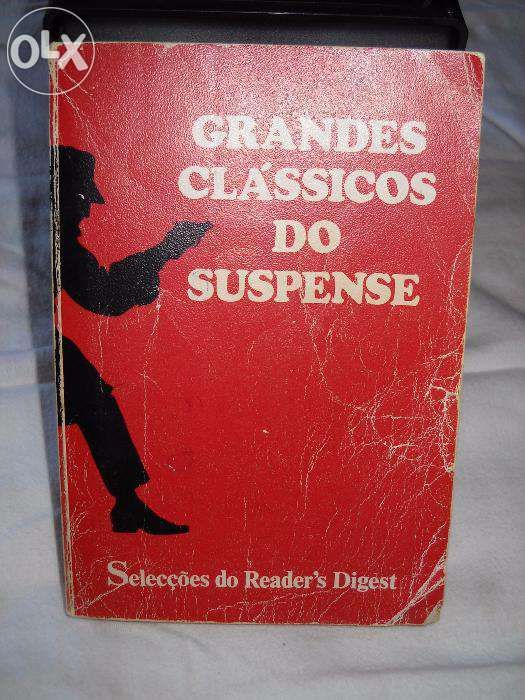 OLX
GRANDES
CLÁSSICOS
DO
SUSPENSE
Selecções do Reader's Digest